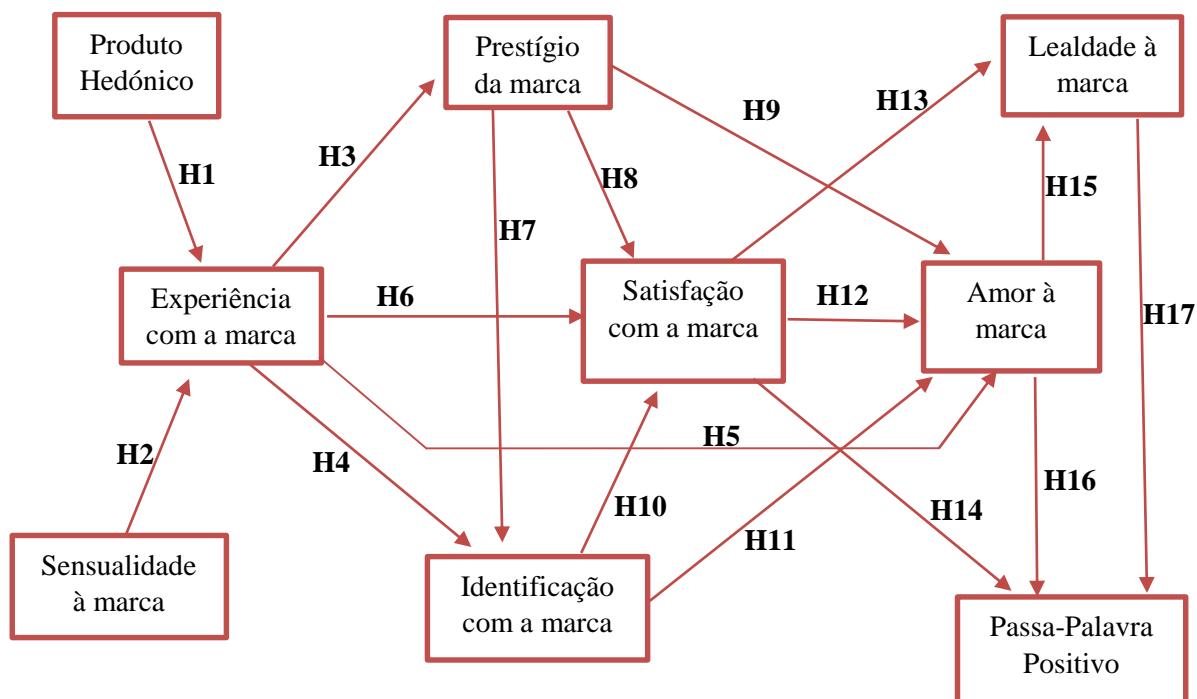 Produto
Hedónico
Prestígio
da marca
Lealdade à
marca
H13
H9
H3
H1
H8
H15
H7
Experiência
com a marca
H6
Satisfação
com a marca
H12
Amor à
marca
H17
H2
H4
H5
H10
H11
H14
H16
Sensualidade
à marca
Identificação
com a marca
Passa-Palavra
Positivo